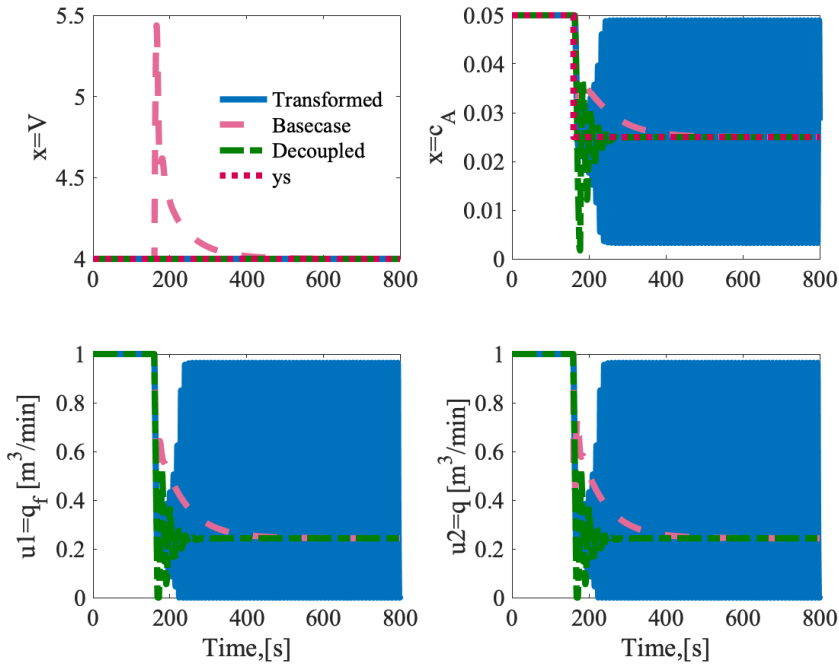 5.5
5
4.5
4
x=V
0 200 400 600 800
Transformed
Basecase
Decoupled
ys
0.05
0.04
0.03
0.02
0.01
0
x=c_A
0 200 400 600 800
1
0.8
0.6
0.4
0.2
0
u1=q_f [m^3/min]
0 200 400 600 800
Time,[s]
1
0.8
0.6
0.4
0.2
0
u2=q [m^3/min]
0 200 400 600 800
Time,[s]